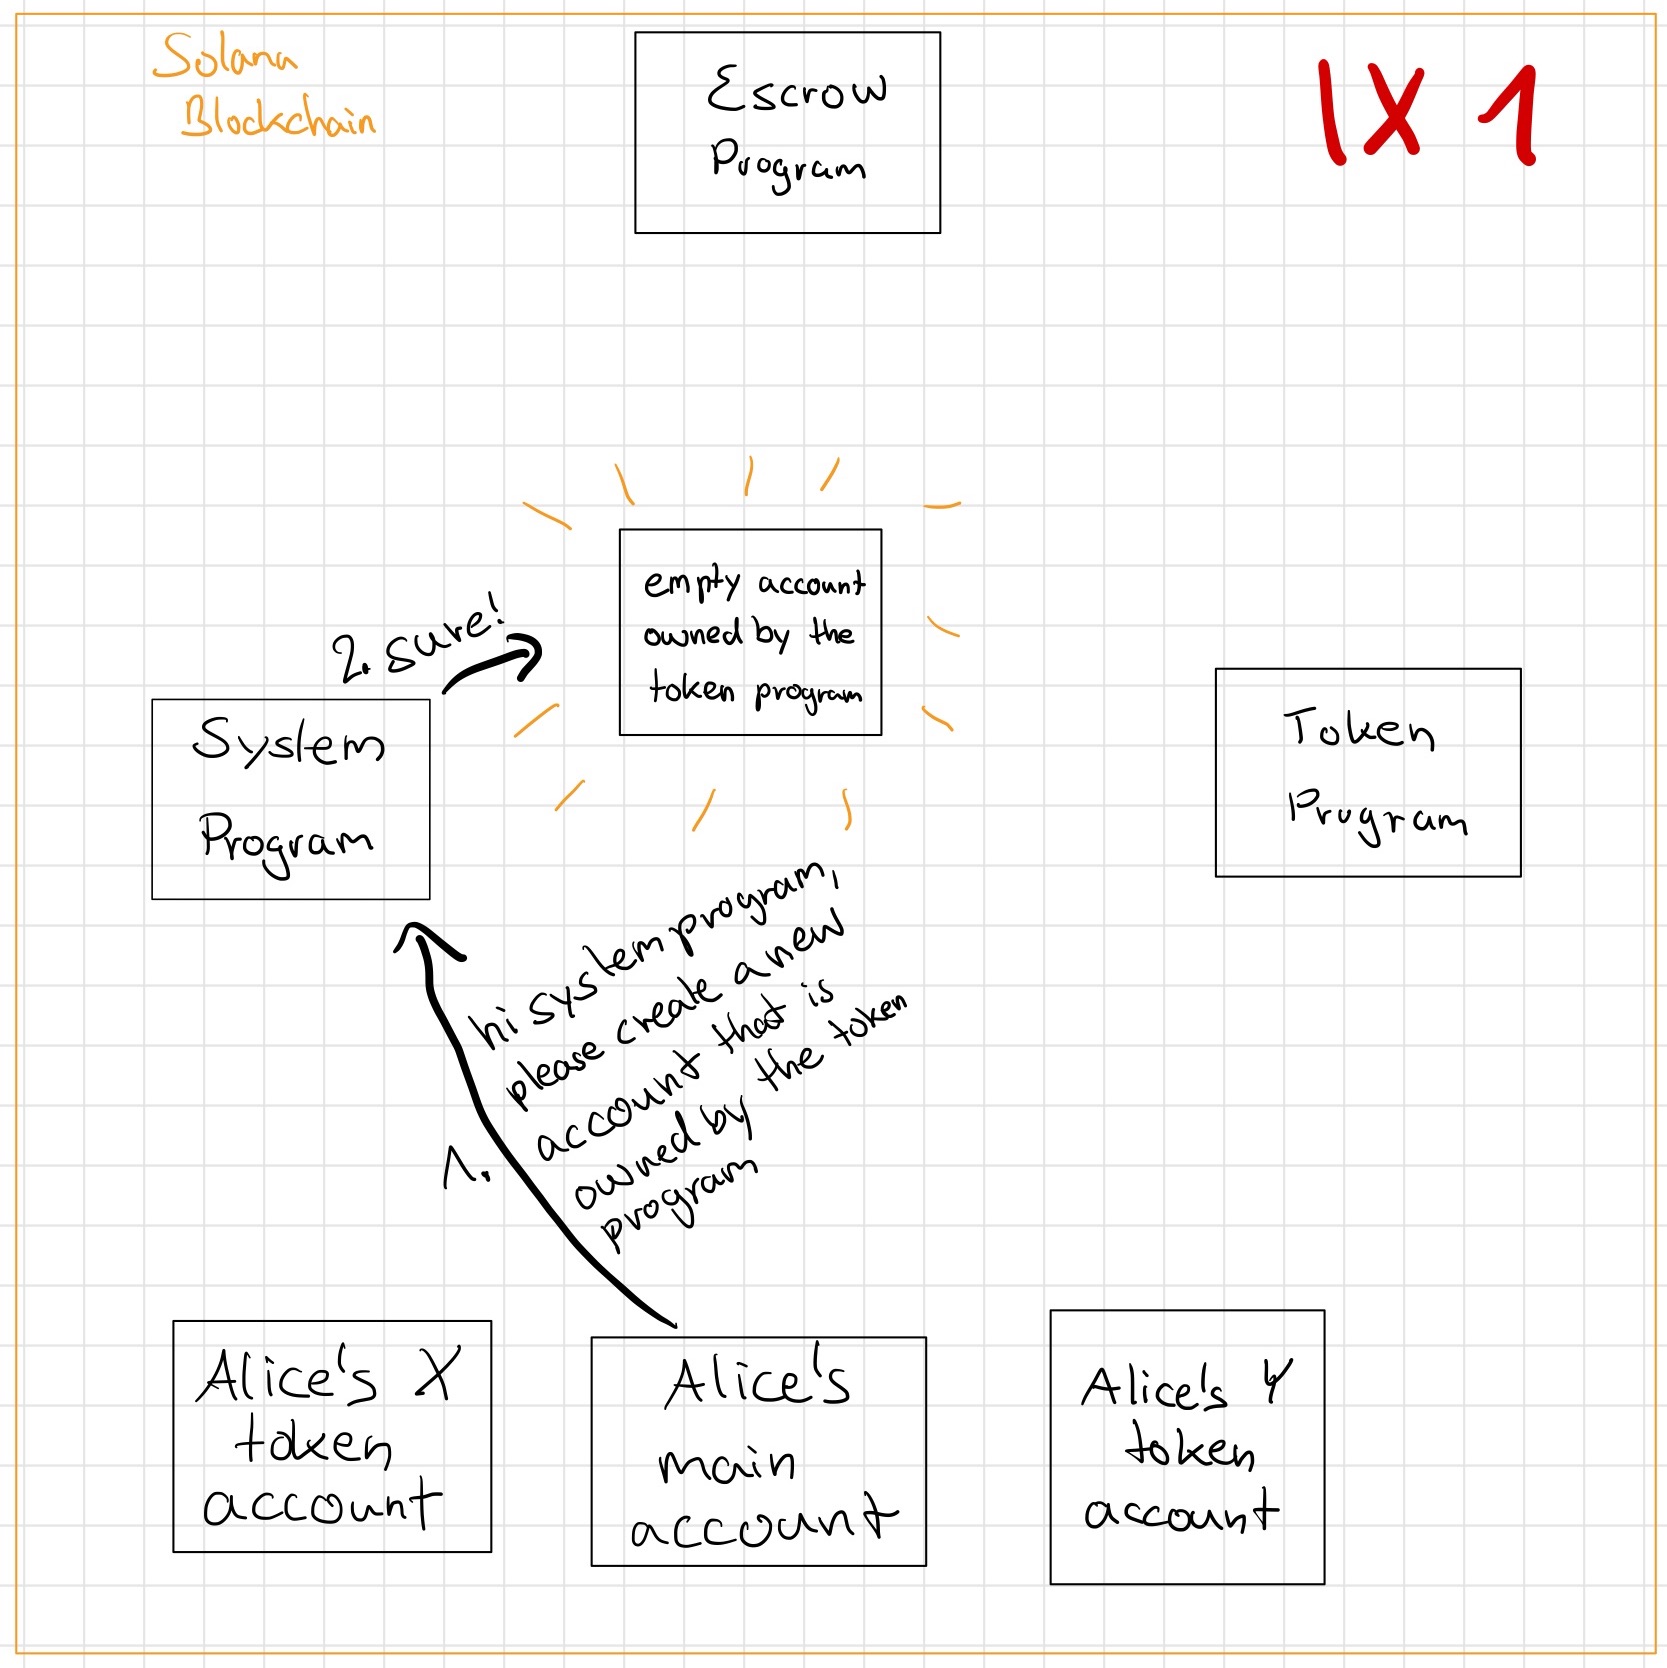 Solana
Blockchain
Escrow
Program
IX 1
empty account
owned by the
token program
2. sure!
System
Program
Token
Program
hi system program,
please create a new
account that is
owned by the token
program
1.
Alice's X
token
account
Alice's
main
account
Alice's Y
token
account